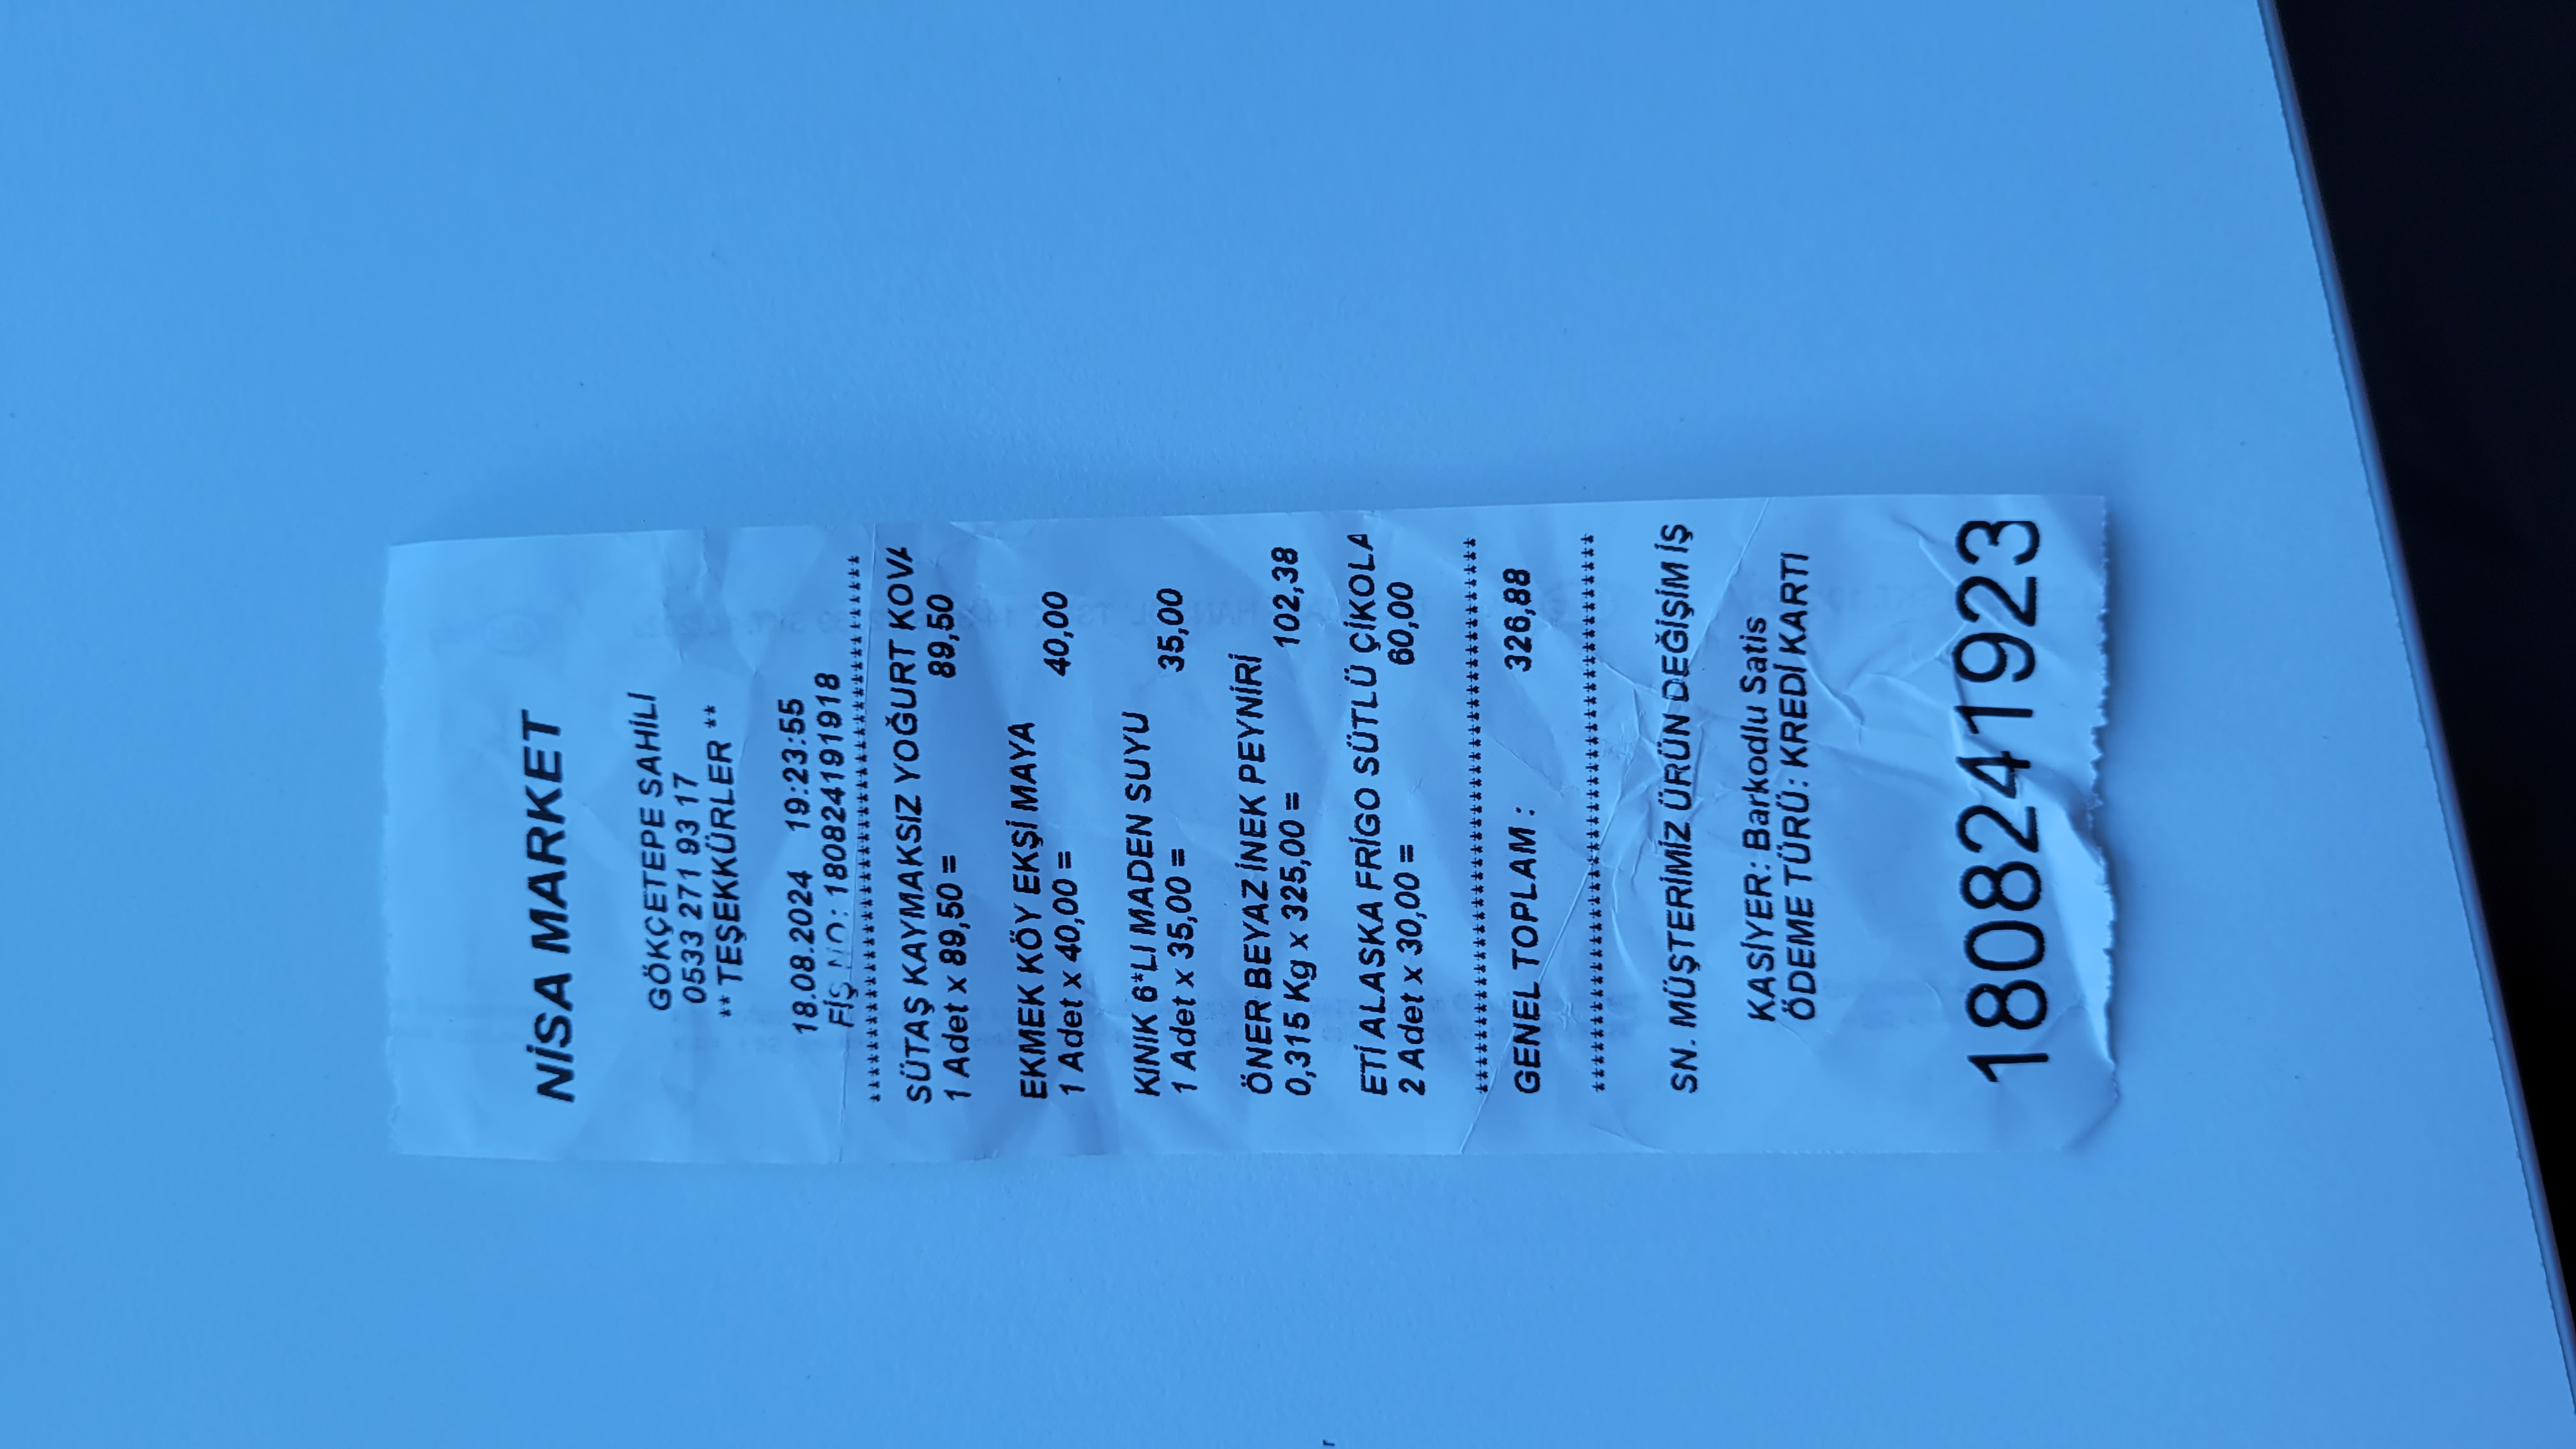 NİSA MARKET
GÖKÇETEPE SAHİLİ
0533 271 93 17
** TEŞEKKÜRLER **
18.08.2024 19:23:55
FİŞ NO: 180824191918
******************************************
SÜTAŞ KAYMAKSIZ YOĞURT KOVA
1 Adet x 89,50 = 89,50
EKMEK KÖY EKŞİ MAYA
1 Adet x 40,00 = 40,00
KINIK 6*LI MADEN SUYU
1 Adet x 35,00 = 35,00
ÖNER BEYAZ İNEK PEYNİRİ
0,315 Kg x 325,00 = 102,38
ETİ ALASKA FRİGO SÜTLÜ ÇİKOLA
2 Adet x 30,00 = 60,00
******************************************
GENEL TOPLAM : 326,88
******************************************
SN. MÜŞTERİMİZ ÜRÜN DEĞİŞİM İŞ
KASİYER: Barkodlu Satis
ÖDEME TÜRÜ: KREDİ KARTI
1808241923